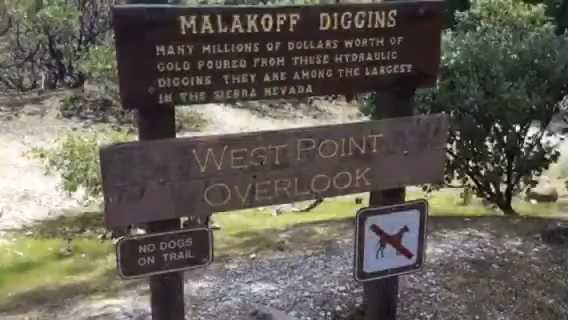 MALAKOFF DIGGINS
MANY MILLIONS OF DOLLARS WORTH OF
GOLD POURED FROM THESE HYDRAULIC
DIGGINS. THEY ARE AMONG THE LARGEST
IN THE SIERRA NEVADA
WEST POINT
OVERLOOK
NO DOGS
ON TRAIL